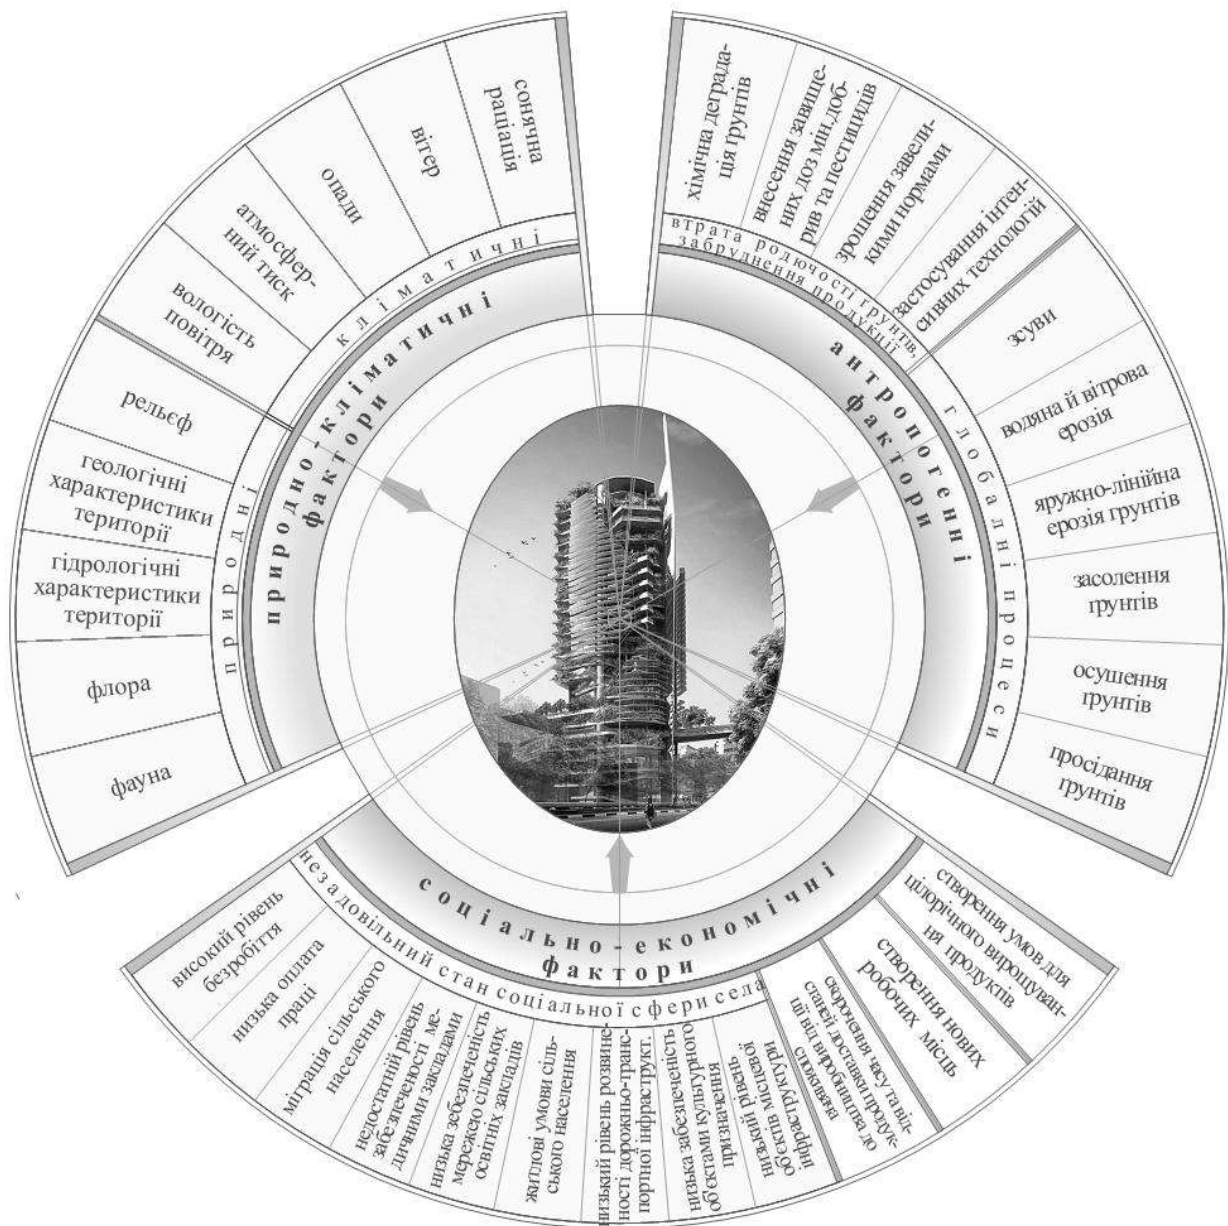 природно-кліматичні
фактори
кліматичні
сонячна
раціація
вітер
опади
атмосфер-
ний тиск
вологість
повітря
природні
рельєф
геологічні
характеристики
території
гідрологічні
характеристики
території
флора
фауна
антропогенні
фактори
втрата родючості ґрунтів,
забруднення продукції
хімічна деграда-
ція ґрунтів
внесення завище-
них доз мін.доб-
рив та пестицидів
зрошення завели-
кими нормами
застосування інтен-
сивних технологій
глобальні процеси
зсуви
водяна й вітрова
ерозія
яружно-лінійна
ерозія ґрунтів
засолення
ґрунтів
осушення
ґрунтів
просідання
ґрунтів
соціально-економічні
фактори
незадовільний стан соціальної сфери села
високий рівень
безробіття
низька оплата
праці
міграція сільського
населення
недостатній рівень
забезпеченості ме-
дичними закладами
низька зебезпеченість
мережею сільських
освітніх закладів
житлові умови сіль-
ського населення
низький рівень розвине-
ності дорожньо-транс-
портної інфраструкт.
низька забезпеченість
об'єктами культурного
призначення
низький рівень
об'єктів місцевої
інфраструктури
скорочення часу та від-
станей доставки продук-
ції від виробництва до
споживача
створення нових
робочих місць
створення умов для
цілорічного вирощуван-
ня продуктів